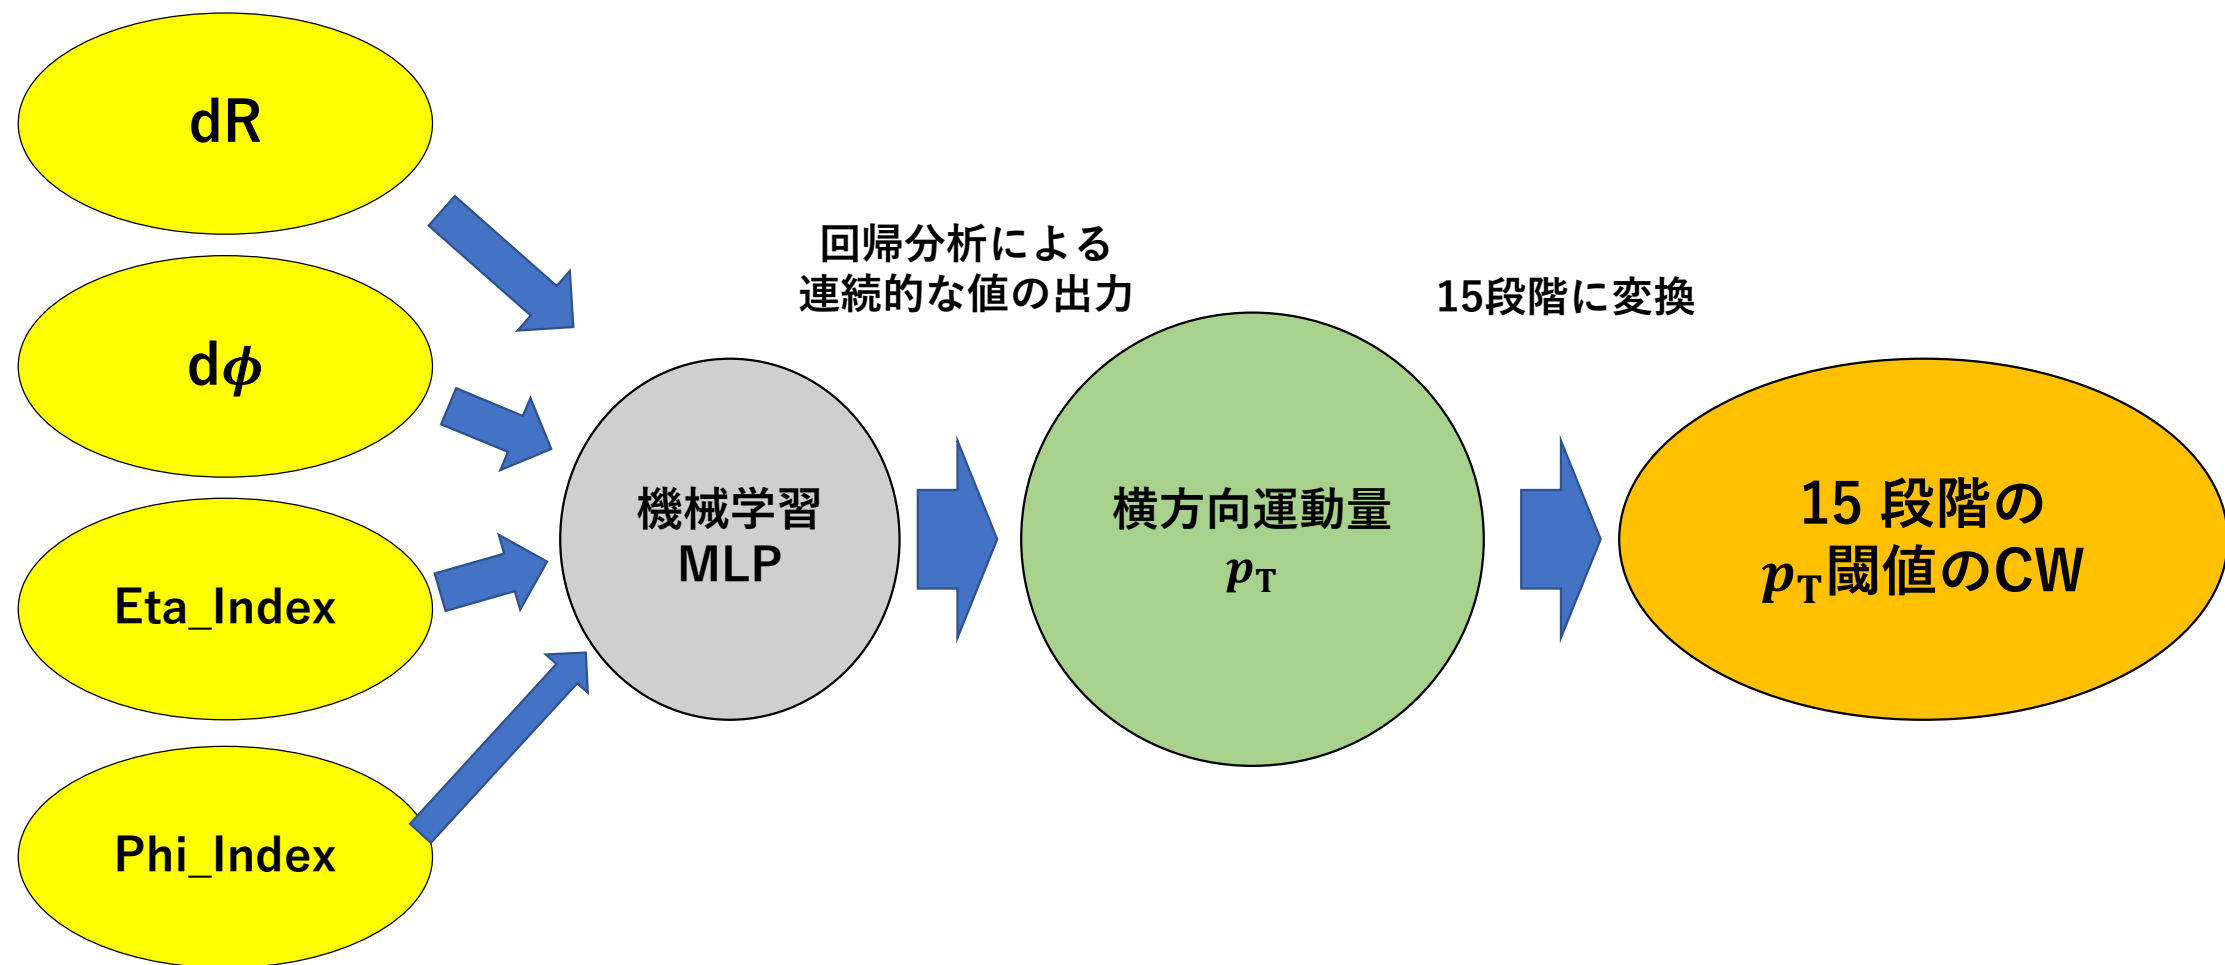 dR
dϕ
Eta_Index
Phi_Index
機械学習
MLP
回帰分析による
連続的な値の出力
横方向運動量
p_T
15段階に変換
15 段階の
p_T閾値のCW